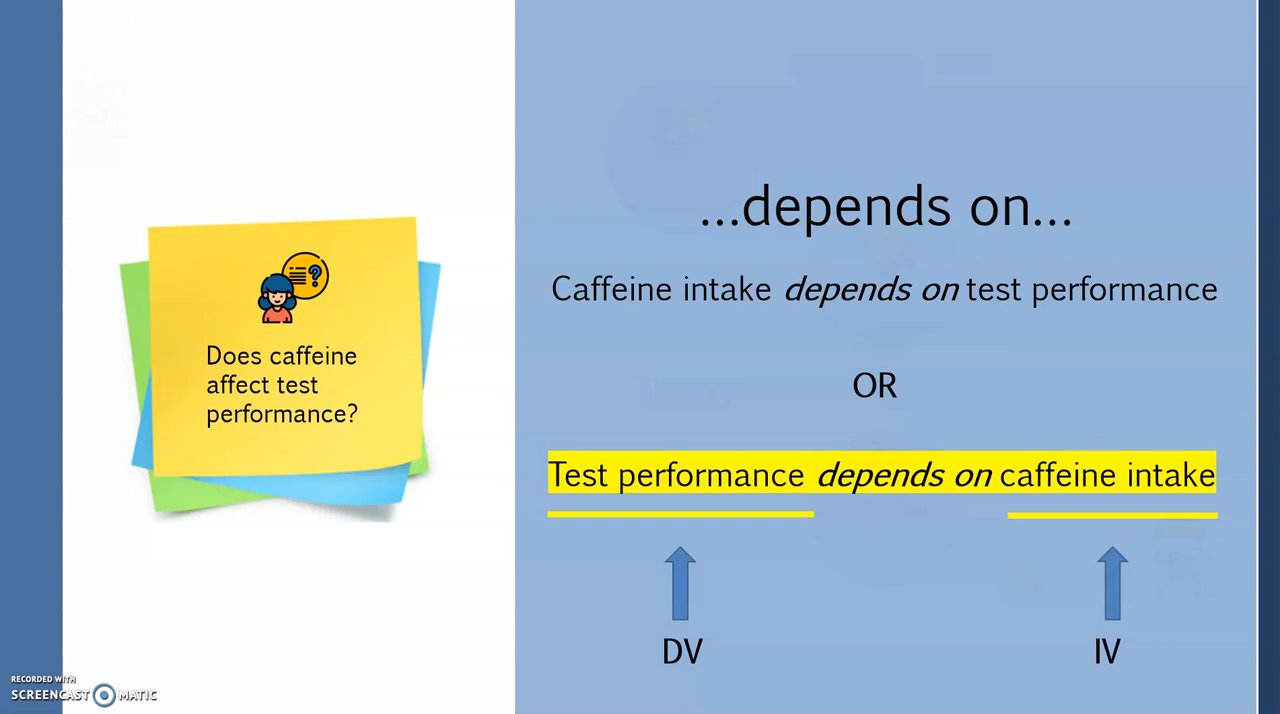 Does caffeine
affect test
performance?
...depends on...
Caffeine intake depends on test performance
OR
Test performance depends on caffeine intake
DV
IV
RECORDED WITH
SCREENCAST MATIC